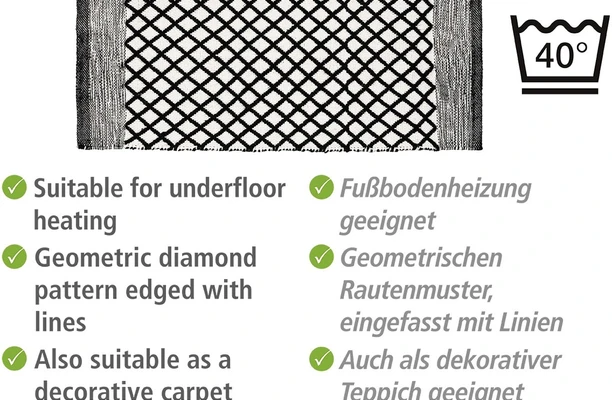 40°
Suitable for underfloor
heating
Geometric diamond
pattern edged with
lines
Also suitable as a
decorative carpet
Fußbodenheizung
geeignet
Geometrischen
Rautenmuster,
eingefasst mit Linien
Auch als dekorativer
Teppich geeignet